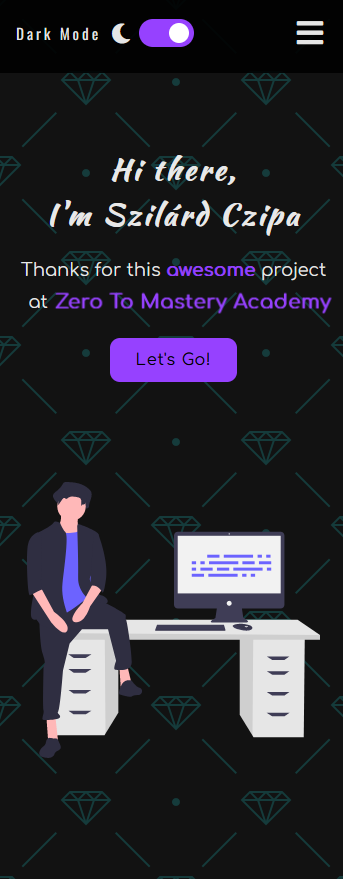 Dark Mode
Hi there,
I'm Szilárd Czipa
Thanks for this awesome project
at Zero To Mastery Academy
Let's Go!